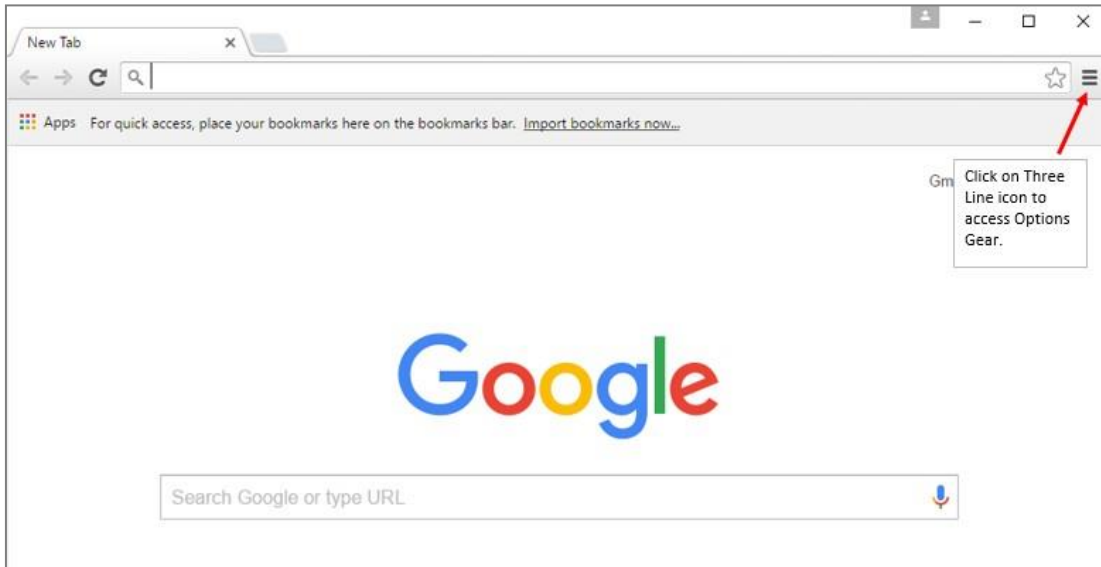 New Tab
Apps For quick access, place your bookmarks here on the bookmarks bar. Import bookmarks now...
Gm
Click on Three
Line icon to
access Options
Gear.
Google
Search Google or type URL